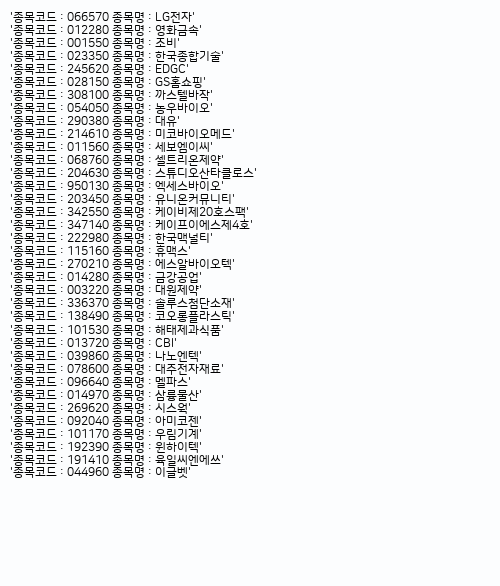 '종목코드 : 066570 종목명 : LG전자'
'종목코드 : 012280 종목명 : 영화금속'
'종목코드 : 001550 종목명 : 조비'
'종목코드 : 023350 종목명 : 한국종합기술'
'종목코드 : 245620 종목명 : EDGC'
'종목코드 : 028150 종목명 : GS홈쇼핑'
'종목코드 : 308100 종목명 : 까스텔바작'
'종목코드 : 054050 종목명 : 농우바이오'
'종목코드 : 290380 종목명 : 대유'
'종목코드 : 214610 종목명 : 미코바이오메드'
'종목코드 : 011560 종목명 : 세보엠이씨'
'종목코드 : 068760 종목명 : 셀트리온제약'
'종목코드 : 204630 종목명 : 스튜디오산타클로스'
'종목코드 : 950130 종목명 : 엑세스바이오'
'종목코드 : 203450 종목명 : 유니온커뮤니티'
'종목코드 : 342550 종목명 : 케이비제20호스팩'
'종목코드 : 347140 종목명 : 케이프이에스제4호'
'종목코드 : 222980 종목명 : 한국맥널티'
'종목코드 : 115160 종목명 : 휴맥스'
'종목코드 : 270210 종목명 : 에스알바이오텍'
'종목코드 : 014280 종목명 : 금강공업'
'종목코드 : 003220 종목명 : 대원제약'
'종목코드 : 336370 종목명 : 솔루스첨단소재'
'종목코드 : 138490 종목명 : 코오롱플라스틱'
'종목코드 : 101530 종목명 : 해태제과식품'
'종목코드 : 013720 종목명 : CBI'
'종목코드 : 039860 종목명 : 나노엔텍'
'종목코드 : 078600 종목명 : 대주전자재료'
'종목코드 : 096640 종목명 : 멜파스'
'종목코드 : 014970 종목명 : 삼륭물산'
'종목코드 : 269620 종목명 : 시스웍'
'종목코드 : 092040 종목명 : 아미코젠'
'종목코드 : 101170 종목명 : 우림기계'
'종목코드 : 192390 종목명 : 윈하이텍'
'종목코드 : 191410 종목명 : 육일씨엔에쓰'
'종목코드 : 044960 종목명 : 이글벳'